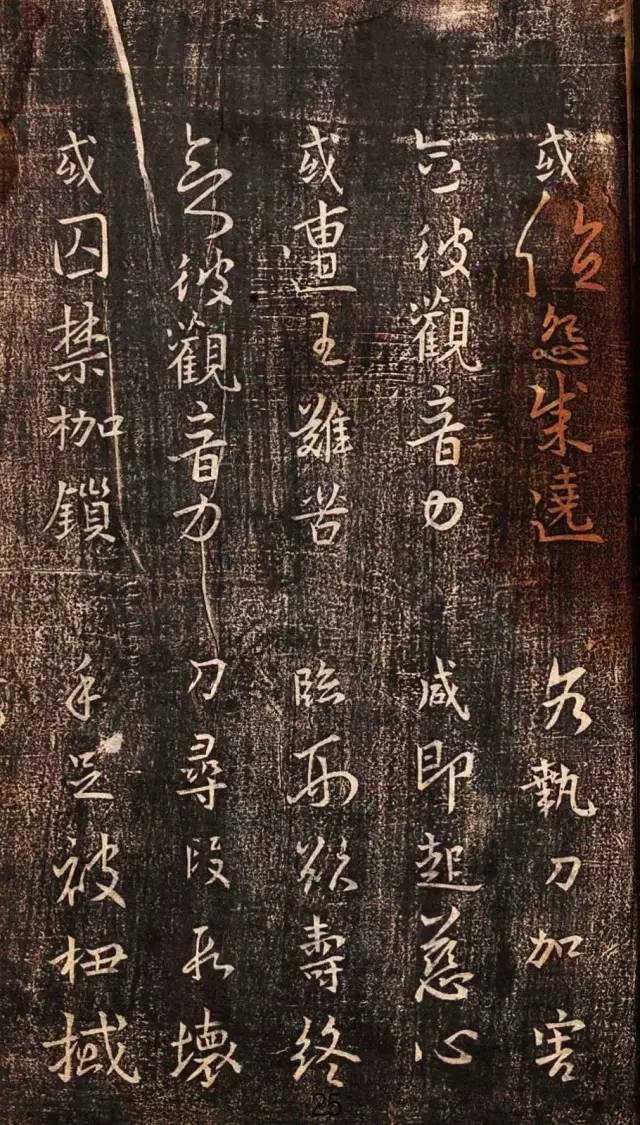 或值怨賊遶 各執刀加害
念彼觀音力 咸即起慈心
或遭王難苦 臨刑欲壽終
念彼觀音力 刀尋段段壞
或囚禁枷鎖 手足被杻械
25